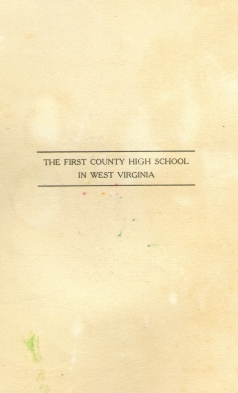 THE FIRST COUNTY HIGH SCHOOL
IN WEST VIRGINIA